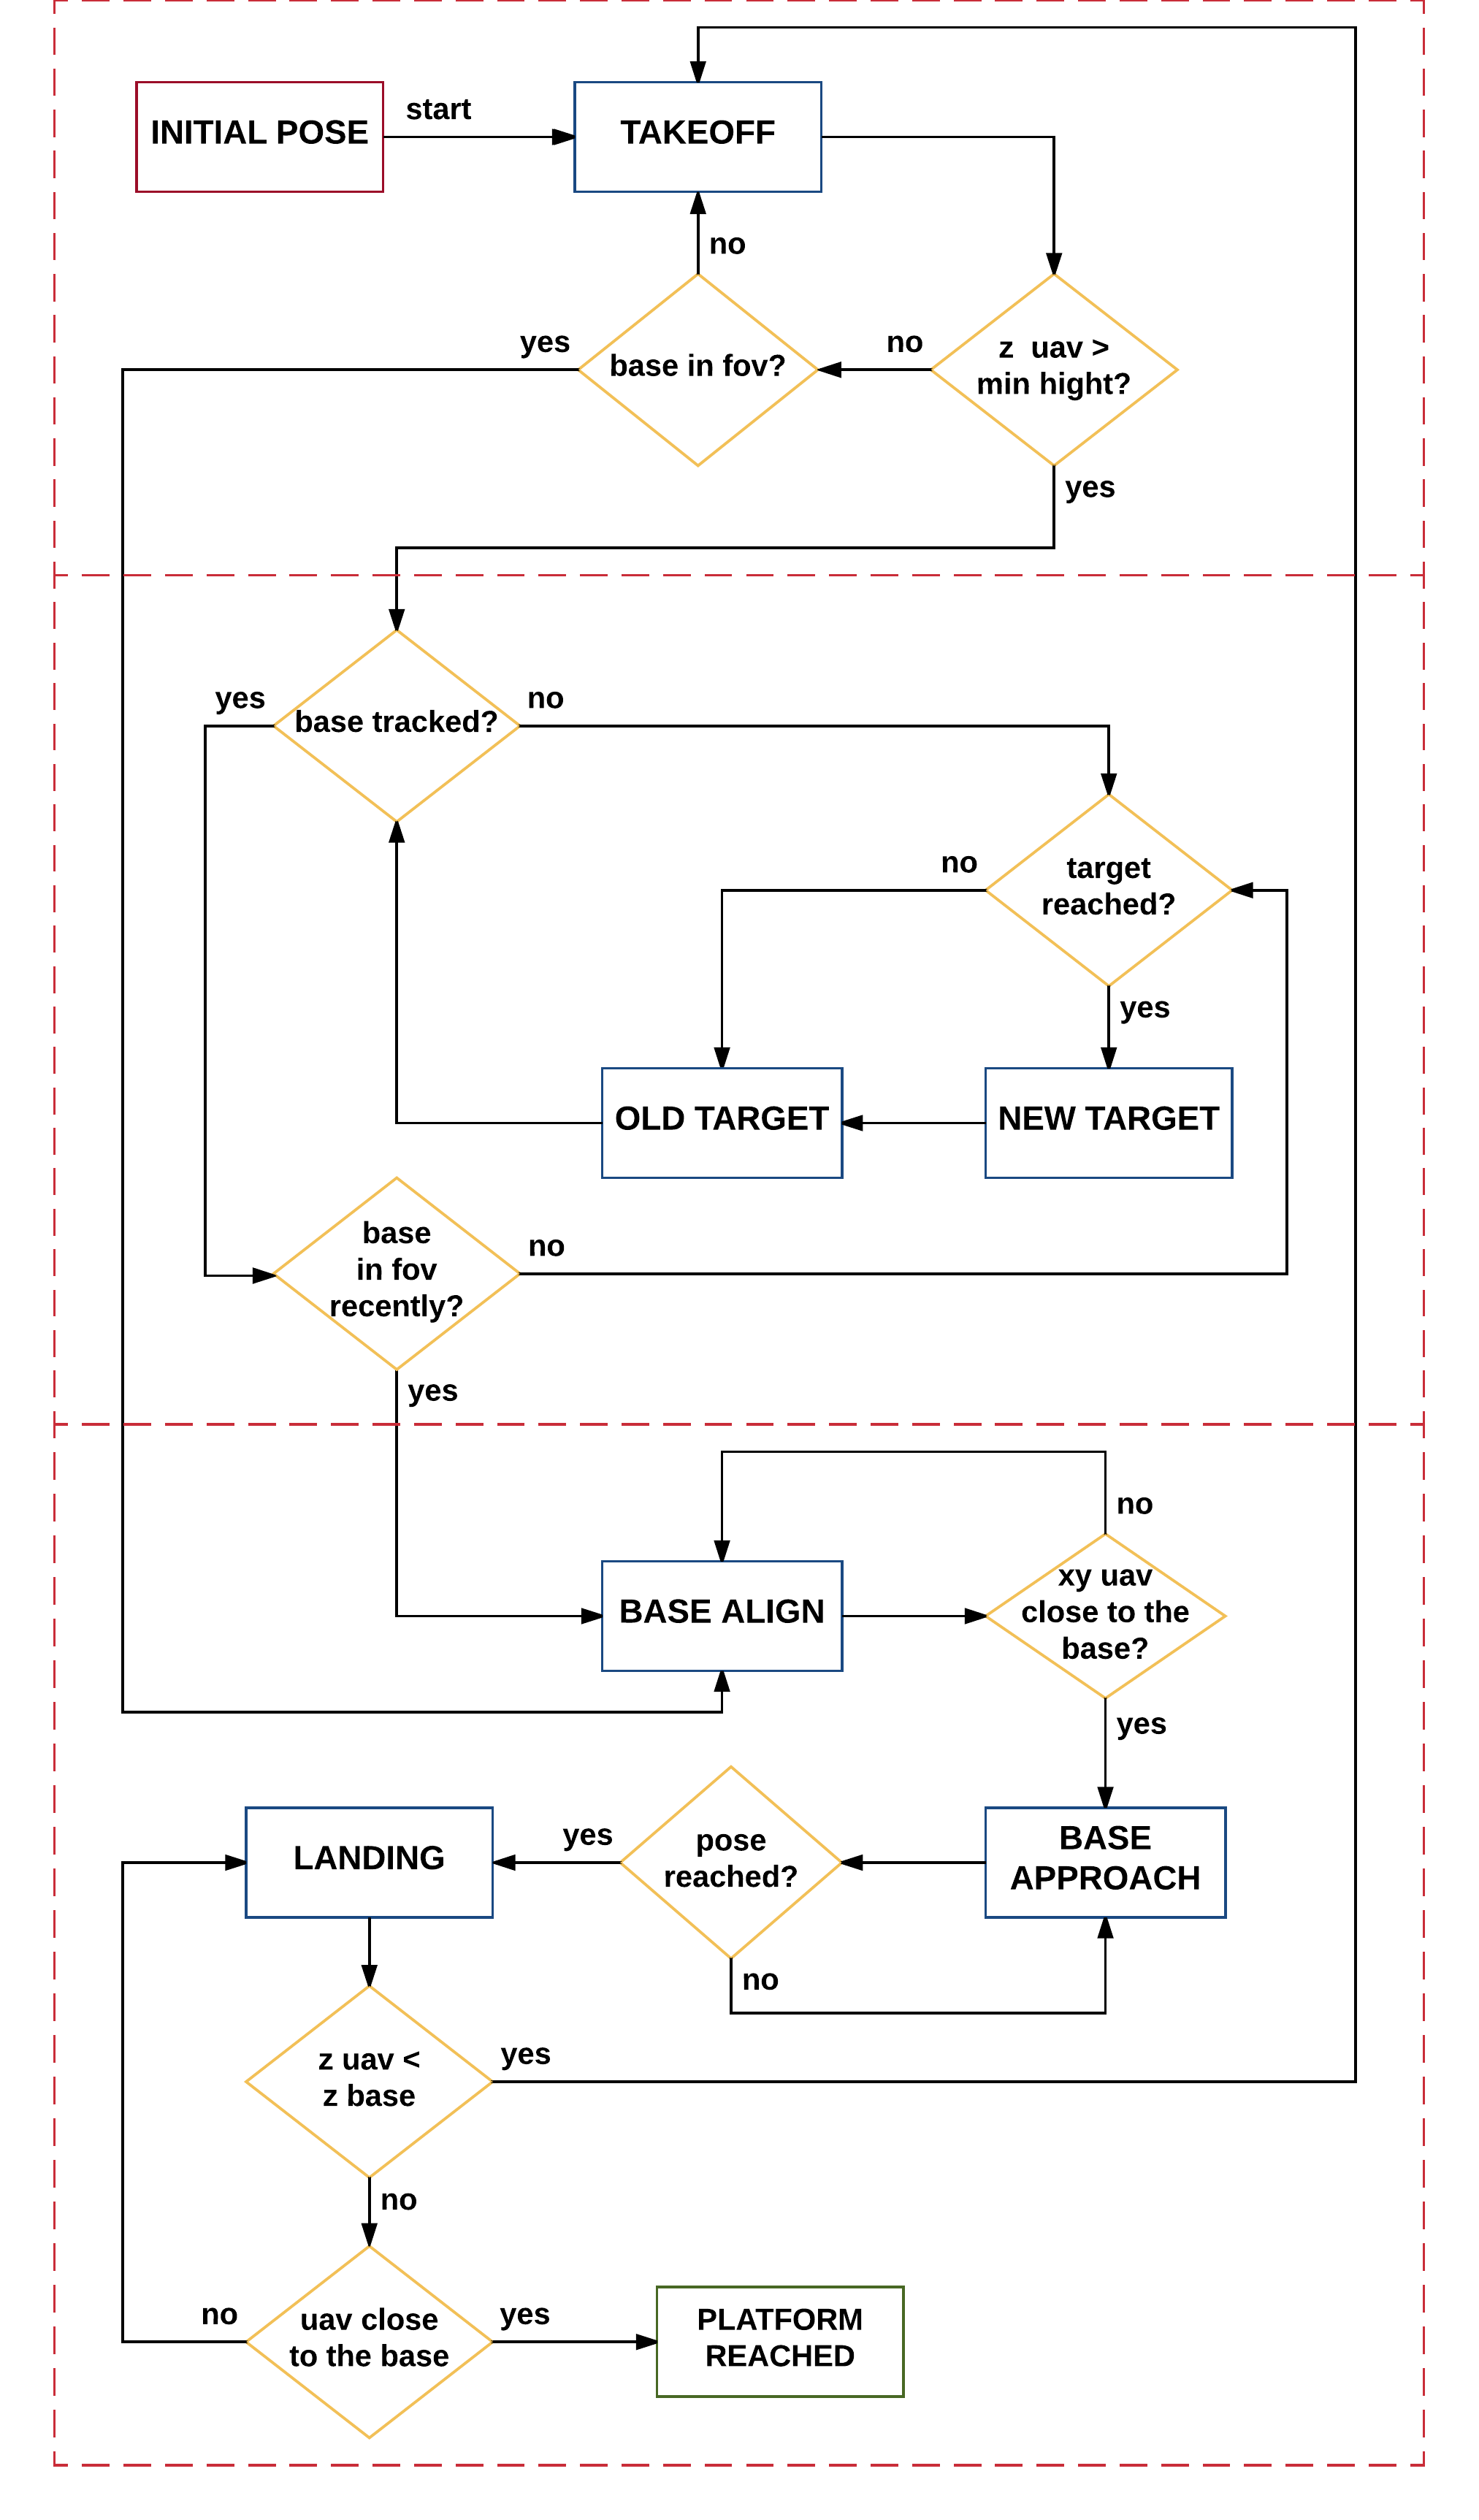 start
INITIAL POSE
TAKEOFF
no
yes
base in fov?
no
z uav >
min hight?
yes
yes
base tracked?
no
no
target
reached?
yes
OLD TARGET
NEW TARGET
base
in fov
recently?
no
yes
no
BASE ALIGN
xy uav
close to the
base?
yes
LANDING
yes
pose
reached?
BASE
APPROACH
no
z uav <
z base
yes
no
no
uav close
to the base
yes
PLATFORM
REACHED